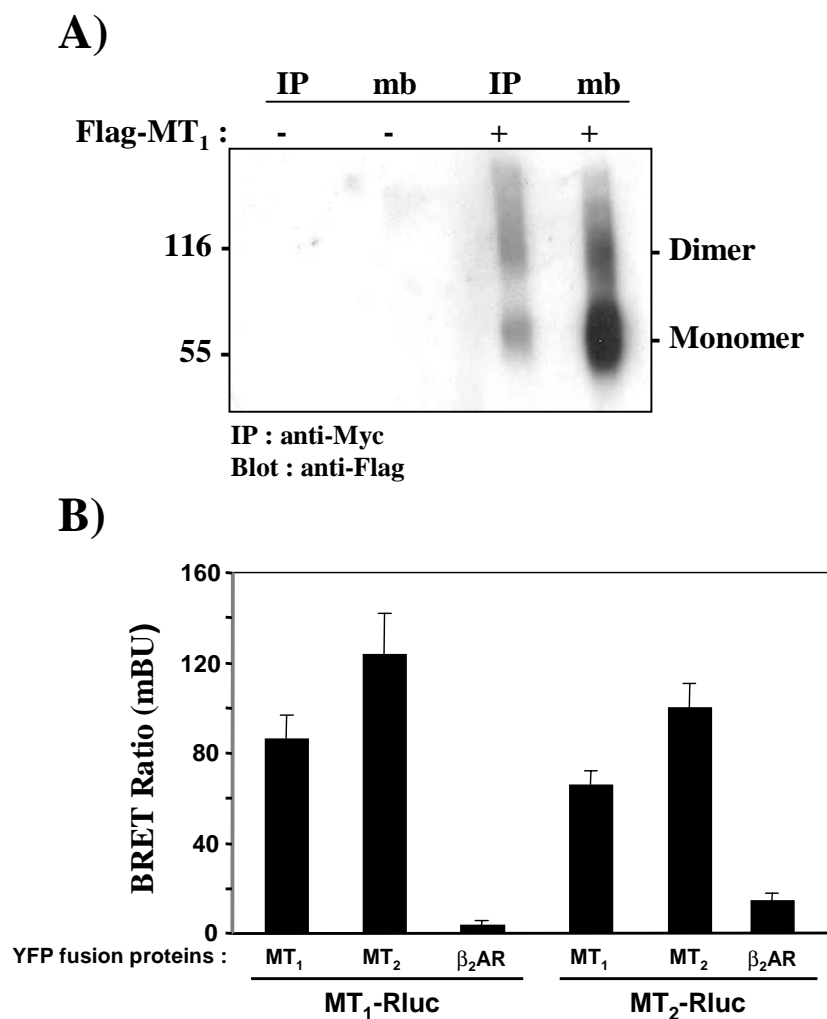 A)
IP mb IP mb
Flag-MT₁ : - - + +
116 Dimer
55 Monomer
IP : anti-Myc
Blot : anti-Flag
B)
160
120
80
40
0
BRET Ratio (mBU)
YFP fusion proteins : MT₁ MT₂ β₂AR MT₁ MT₂ β₂AR
MT₁-Rluc MT₂-Rluc